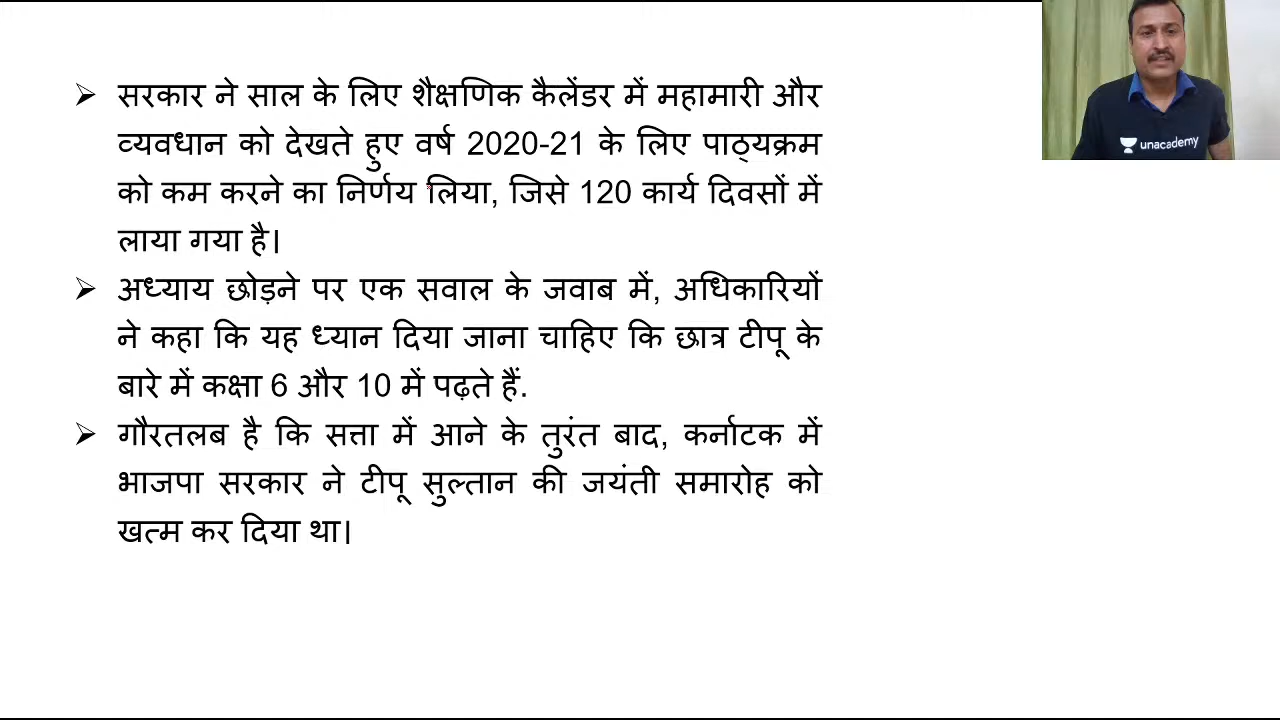 सरकार ने साल के लिए शैक्षणिक कैलेंडर में महामारी और
व्यवधान को देखते हुए वर्ष 2020-21 के लिए पाठ्यक्रम
को कम करने का निर्णय लिया, जिसे 120 कार्य दिवसों में
लाया गया है।
अध्याय छोड़ने पर एक सवाल के जवाब में, अधिकारियों
ने कहा कि यह ध्यान दिया जाना चाहिए कि छात्र टीपू के
बारे में कक्षा 6 और 10 में पढ़ते हैं.
गौरतलब है कि सत्ता में आने के तुरंत बाद, कर्नाटक में
भाजपा सरकार ने टीपू सुल्तान की जयंती समारोह को
खत्म कर दिया था।
unacademy